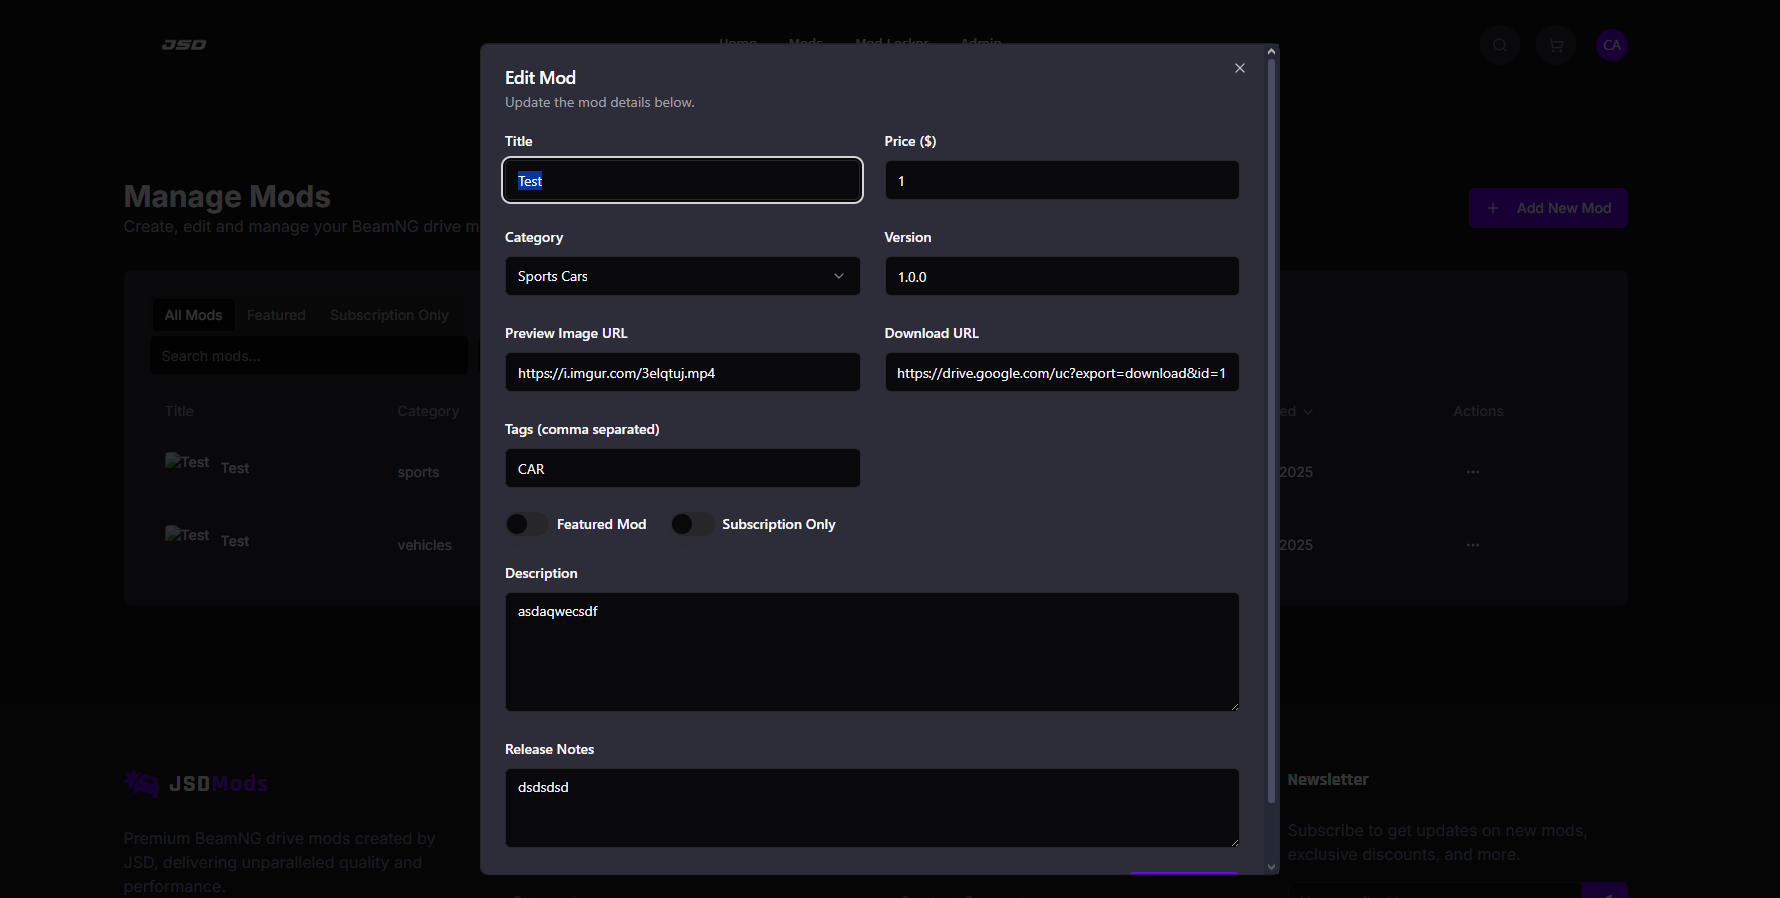 JSD
Home Mods Mod Locker Admin
CA
Manage Mods
Create, edit and manage your BeamNG drive m
Add New Mod
All Mods Featured Subscription Only
Search mods...
Title Category ed Actions
Test Test sports 2025 ...
Test Test vehicles 2025 ...
Edit Mod
Update the mod details below.
Title Price ($)
Test 1
Category Version
Sports Cars 1.0.0
Preview Image URL Download URL
https://i.imgur.com/3elqtuj.mp4 https://drive.google.com/uc?export=download&id=1
Tags (comma separated)
CAR
Featured Mod Subscription Only
Description
asdaqwecsdf
Release Notes
dsdsdsd
JSDMods
Premium BeamNG drive mods created by
JSD, delivering unparalleled quality and
performance.
Newsletter
Subscribe to get updates on new mods,
exclusive discounts, and more.